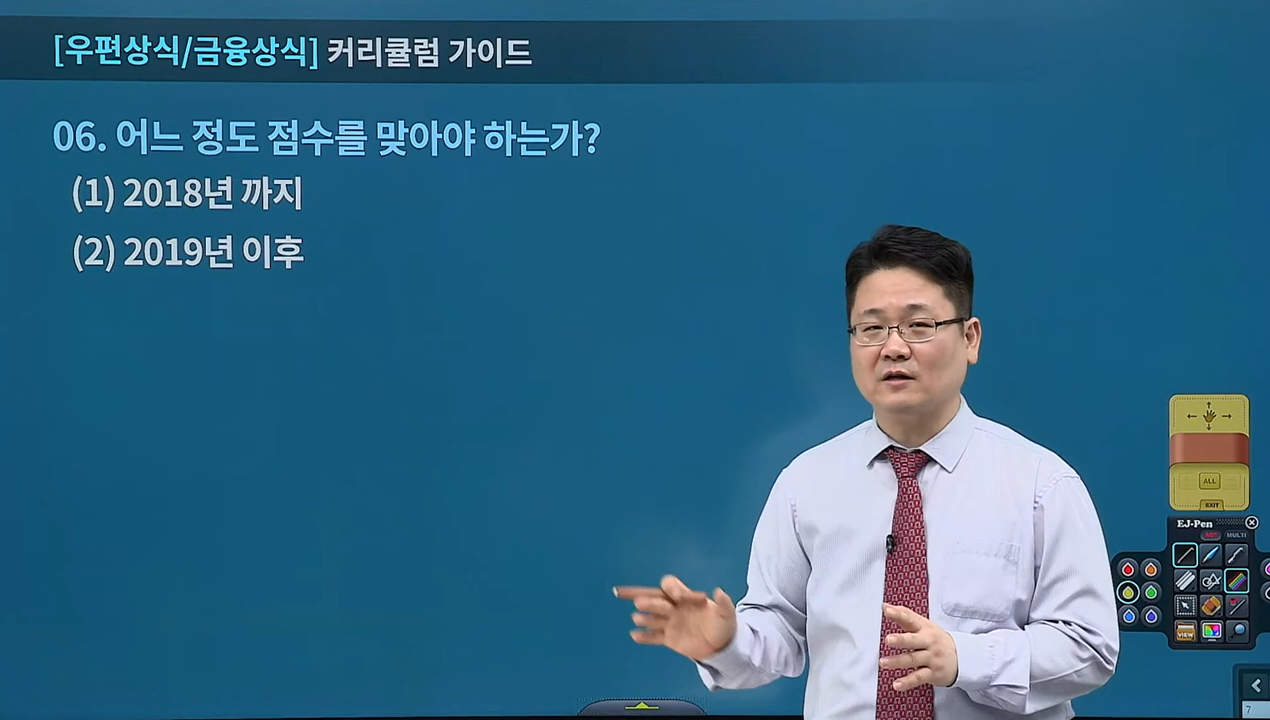 [우편상식/금융상식] 커리큘럼 가이드
06. 어느 정도 점수를 맞아야 하는가?
(1) 2018년 까지
(2) 2019년 이후
ALL
EXIT
EJ-Pen
MULTI
VIEW
7